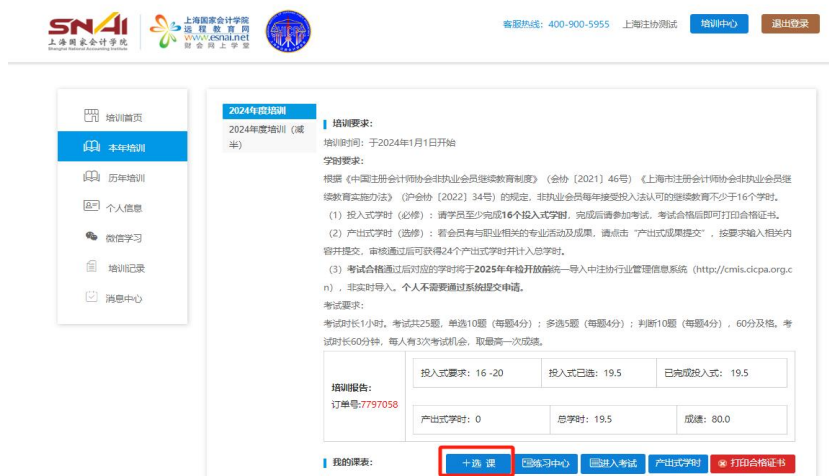 SNAI
上海国家会计学院
Shanghai National Accounting Institute
上海国家会计学院
远程教育网
www.esnai.net
财会网上学堂
客服热线：400-900-5955 上海注协测试 培训中心 退出登录
培训首页
本年培训
历年培训
个人信息
微信学习
培训记录
消息中心
2024年度培训
2024年度培训（减
半）
培训要求：
培训时间：于2024年1月1日开始
学时要求：
根据《中国注册会计师协会非执业会员继续教育制度》（会协［2021］46号）《上海市注册会计师协会非执业会员继
续教育实施办法》（沪会协［2022］34号）的规定，非执业会员每年接受投入法认可的继续教育不少于16个学时。
（1）投入式学时（必修）：请学员至少完成16个投入式学时，完成后请参加考试，考试合格后即可打印合格证书。
（2）产出式学时（选修）：若会员有与职业相关的专业活动及成果，请点击“产出式成果提交”，按要求输入相关内
容并提交，审核通过后可获得24个产出式学时并计入总学时。
（3）考试合格通过后对应的学时将于2025年年检开放前统一导入中注协行业管理信息系统（http://cmis.cicpa.org.c
n），非实时导入。个人不需要通过系统提交申请。
考试要求：
考试时长1小时。考试共25题，单选10题（每题4分）；多选5题（每题4分）；判断10题（每题4分），60分及格。考
试时长60分钟，每人有3次考试机会，取最高一次成绩。
培训报告：
订单号:7797058
投入式要求：16 -20 投入式已选：19.5 已完成投入式： 19.5
产出式学时：0 总学时：19.5 成绩：80.0
我的课表： ＋选 课 练习中心 进入考试 产出式学时 打印合格证书